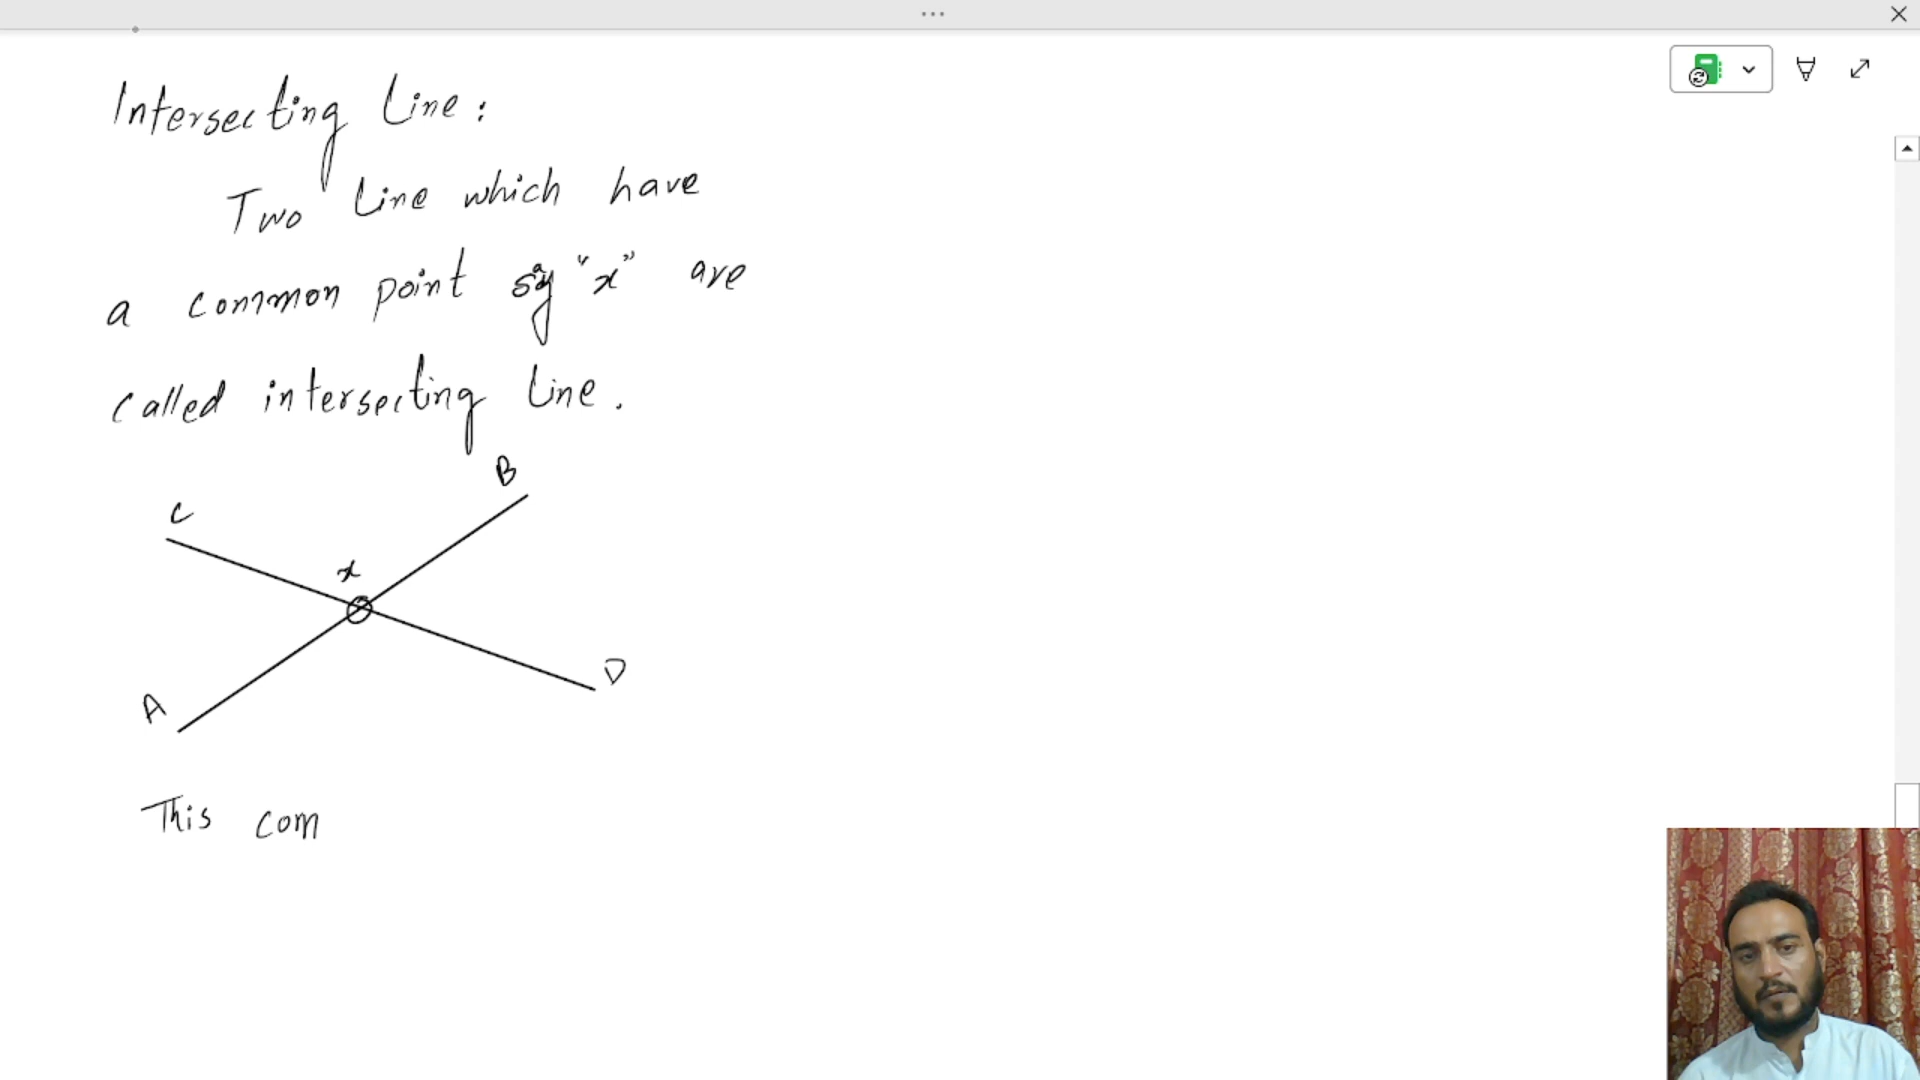 Intersecting Line:
Two Line which have
a common point say "x" are
called intersecting Line.
B
C
x
D
A
This com